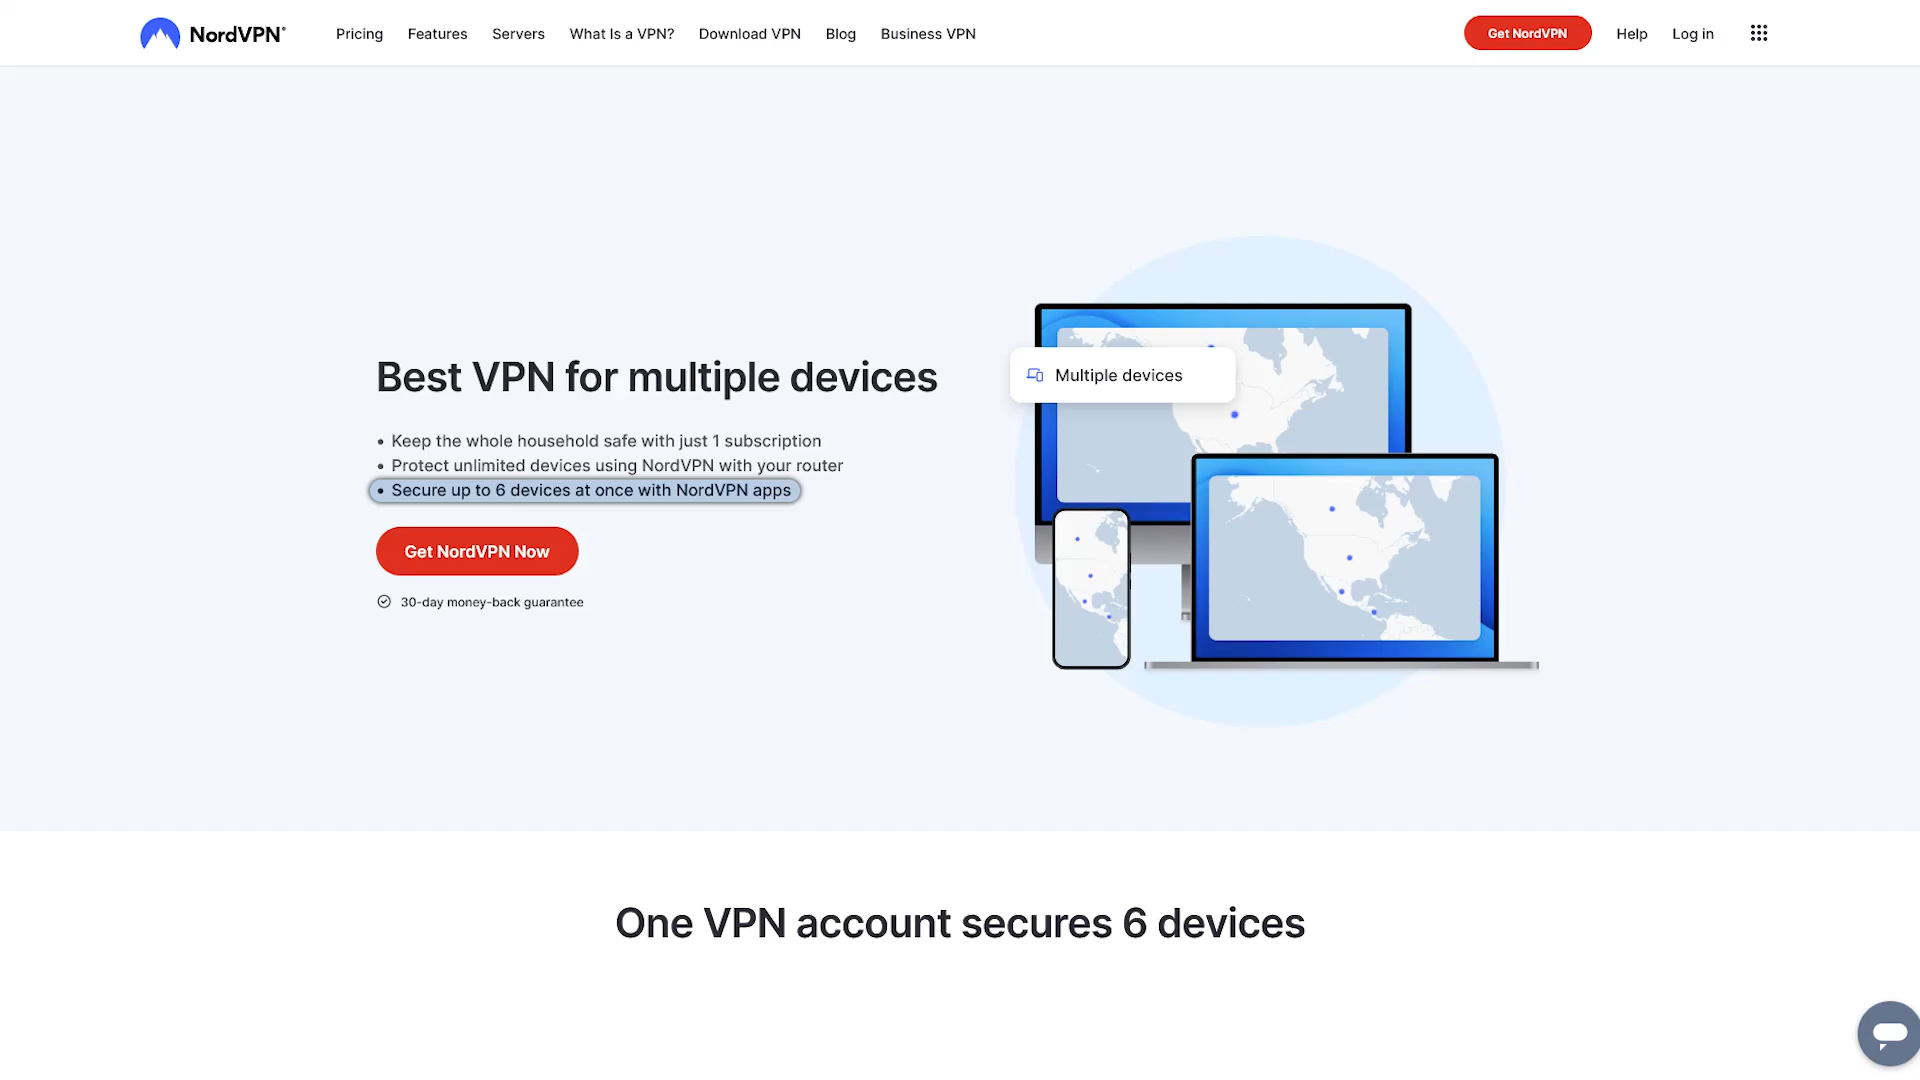 NordVPN®
Pricing
Features
Servers
What Is a VPN?
Download VPN
Blog
Business VPN
Get NordVPN
Help
Log in
Best VPN for multiple devices
• Keep the whole household safe with just 1 subscription
• Protect unlimited devices using NordVPN with your router
• Secure up to 6 devices at once with NordVPN apps
Get NordVPN Now
30-day money-back guarantee
Multiple devices
One VPN account secures 6 devices